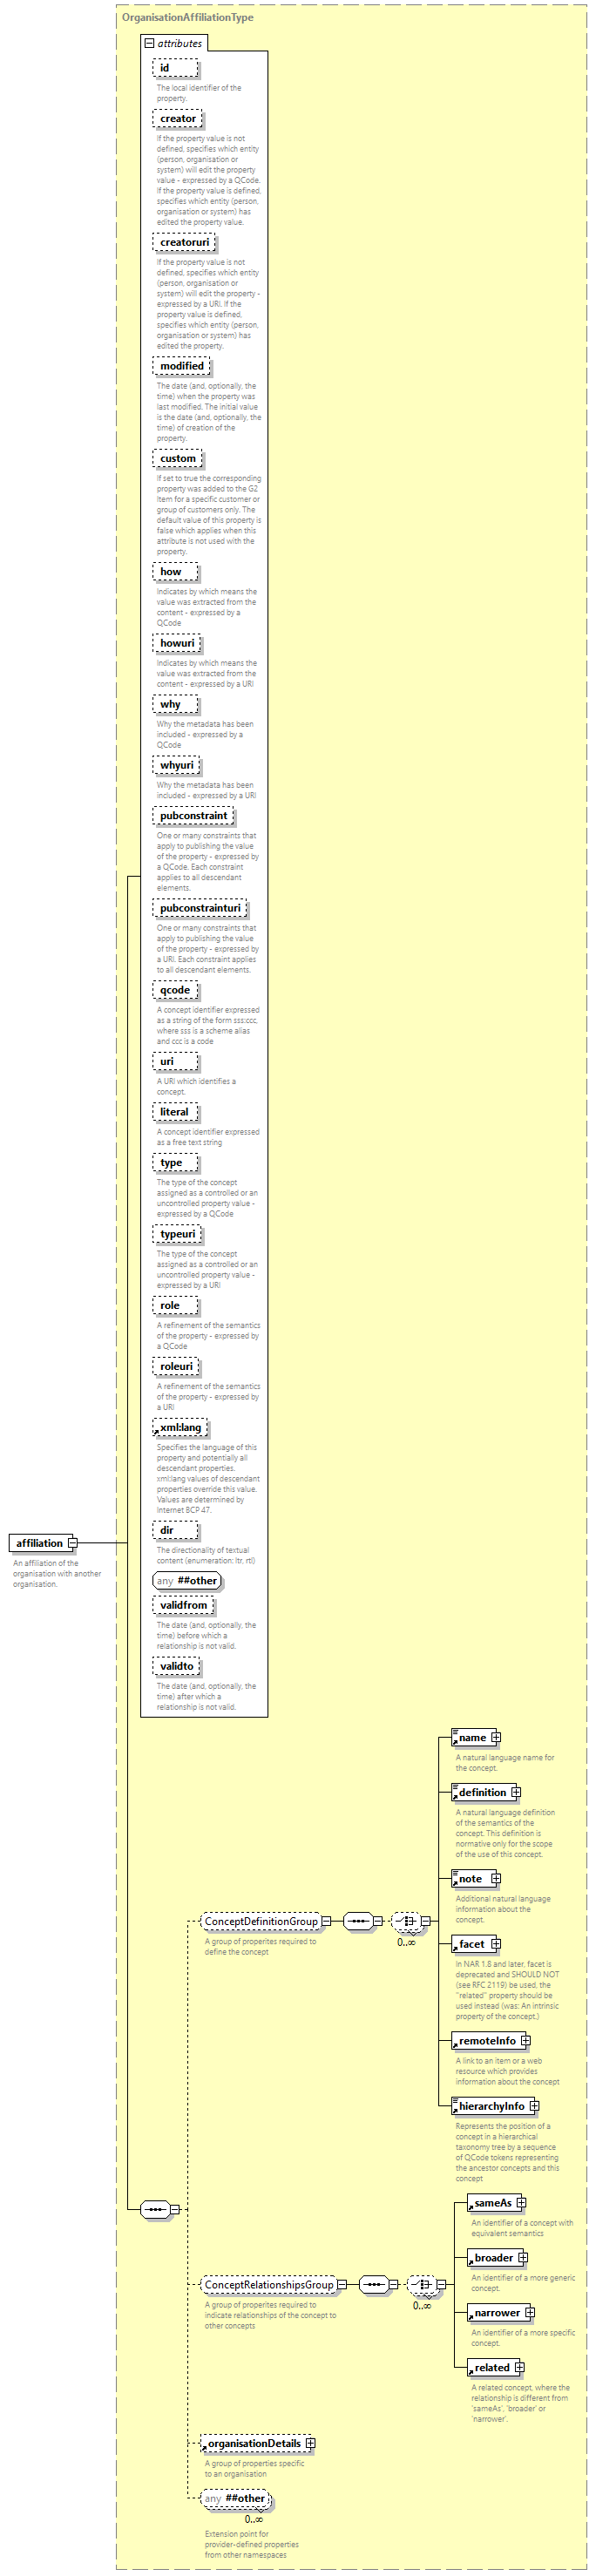 OrganisationAffiliationType
attributes
id
The local identifier of the
property.
creator
If the property value is not
defined, specifies which entity
(person, organisation or
system) will edit the property
value - expressed by a QCode.
If the property value is defined,
specifies which entity (person,
organisation or system) has
edited the property value.
creatoruri
If the property value is not
defined, specifies which entity
(person, organisation or
system) will edit the property -
expressed by a URI. If the
property value is defined,
specifies which entity (person,
organisation or system) has
edited the property.
modified
The date (and, optionally, the
time) when the property was
last modified. The initial value
is the date (and, optionally, the
time) of creation of the
property.
custom
If set to true the corresponding
property was added to the G2
Item for a specific customer or
group of customers only. The
default value of this property is
false which applies when this
attribute is not used with the
property.
how
Indicates by which means the
value was extracted from the
content - expressed by a
QCode
howuri
Indicates by which means the
value was extracted from the
content - expressed by a URI
why
Why the metadata has been
included - expressed by a
QCode
whyuri
Why the metadata has been
included - expressed by a URI
pubconstraint
One or many constraints that
apply to publishing the value
of the property - expressed by
a QCode. Each constraint
applies to all descendant
elements.
pubconstrainturi
One or many constraints that
apply to publishing the value
of the property - expressed by
a URI. Each constraint applies
to all descendant elements.
qcode
A concept identifier expressed
as a string of the form sss:ccc,
where sss is a scheme alias
and ccc is a code
uri
A URI which identifies a
concept.
literal
A concept identifier expressed
as a free text string
type
The type of the concept
assigned as a controlled or an
uncontrolled property value -
expressed by a QCode
typeuri
The type of the concept
assigned as a controlled or an
uncontrolled property value -
expressed by a URI
role
A refinement of the semantics
of the property - expressed by
a QCode
roleuri
A refinement of the semantics
of the property - expressed by
a URI
xml:lang
Specifies the language of this
property and potentially all
descendant properties.
xml:lang values of descendant
properties override this value.
Values are determined by
Internet BCP 47.
dir
The directionality of textual
content (enumeration: ltr, rtl)
any ##other
validfrom
The date (and, optionally, the
time) before which a
relationship is not valid.
validto
The date (and, optionally, the
time) after which a
relationship is not valid.
affiliation
An affiliation of the
organisation with another
organisation.
name
A natural language name for
the concept.
definition
A natural language definition
of the semantics of the
concept. This definition is
normative only for the scope
of the use of this concept.
note
Additional natural language
information about the
concept.
facet
In NAR 1.8 and later, facet is
deprecated and SHOULD NOT
(see RFC 2119) be used, the
"related" property should be
used instead (was: An intrinsic
property of the concept.)
remoteInfo
A link to an item or a web
resource which provides
information about the concept
hierarchyInfo
Represents the position of a
concept in a hierarchical
taxonomy tree by a sequence
of QCode tokens representing
the ancestor concepts and this
concept
ConceptDefinitionGroup
0..∞
A group of properites required to
define the concept
sameAs
An identifier of a concept with
equivalent semantics
broader
An identifier of a more generic
concept.
narrower
An identifier of a more specific
concept.
related
A related concept, where the
relationship is different from
'sameAs', 'broader' or
'narrower'.
ConceptRelationshipsGroup
0..∞
A group of properites required to
indicate relationships of the concept to
other concepts
organisationDetails
A group of properties specific
to an organisation
any ##other
0..∞
Extension point for
provider-defined properties
from other namespaces